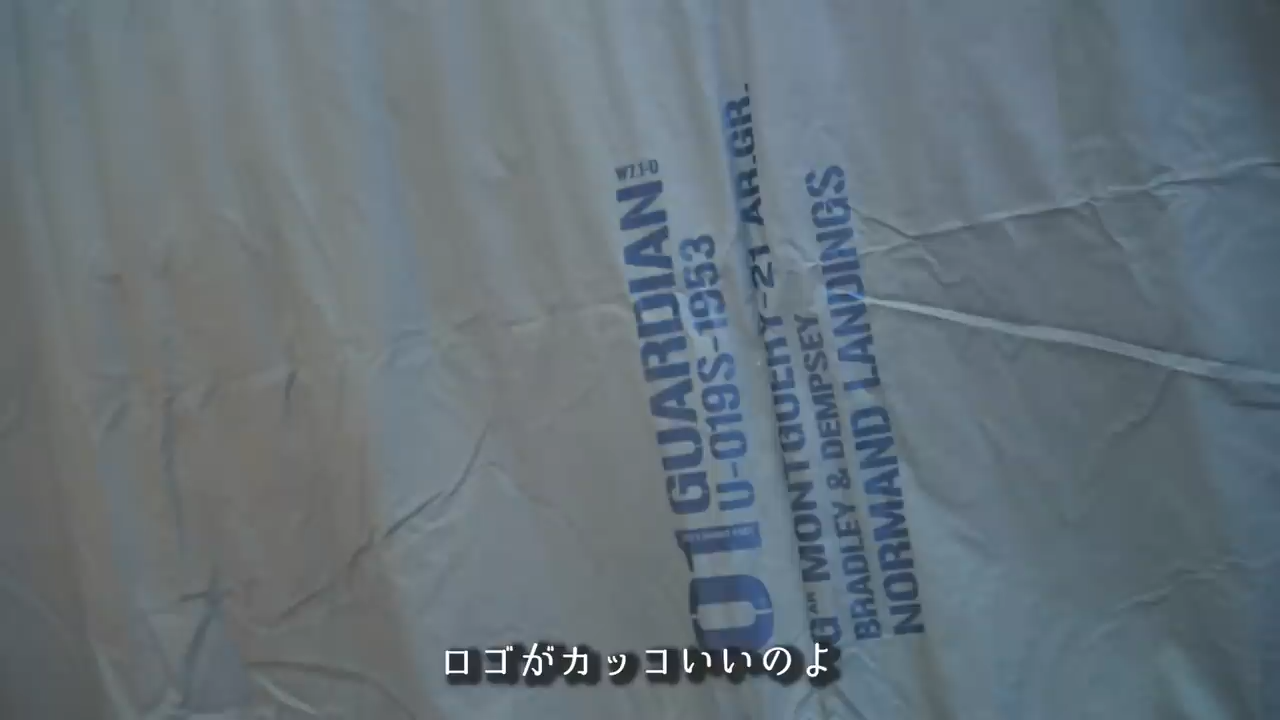 W7.1-D
01 GUARDIAN
U-019S-1953
MONTGUERY-21 AR.GR.
BRADLEY & DEMPSEY
NORMAND LANDINGS
ロゴがカッコいいのよ